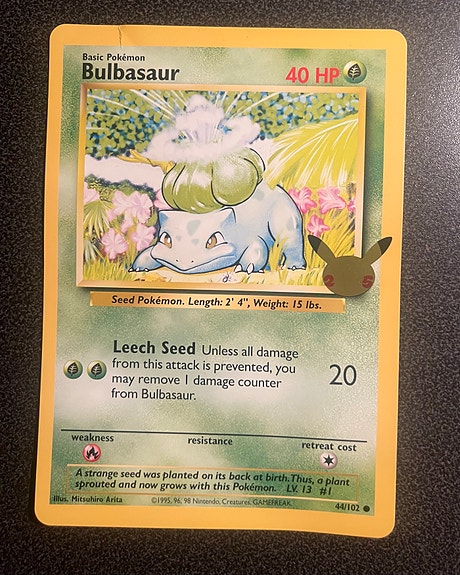 Basic Pokémon
Bulbasaur
40 HP
25
Seed Pokémon. Length: 2' 4", Weight: 15 lbs.
Leech Seed Unless all damage
from this attack is prevented, you
may remove 1 damage counter
from Bulbasaur.
20
weakness
resistance
retreat cost
A strange seed was planted on its back at birth. Thus, a plant
sprouted and now grows with this Pokémon. LV. 13 #1
Illus. Mitsuhiro Arita
©1995, 96, 98 Nintendo, Creatures, GAMEFREAK.
44/102